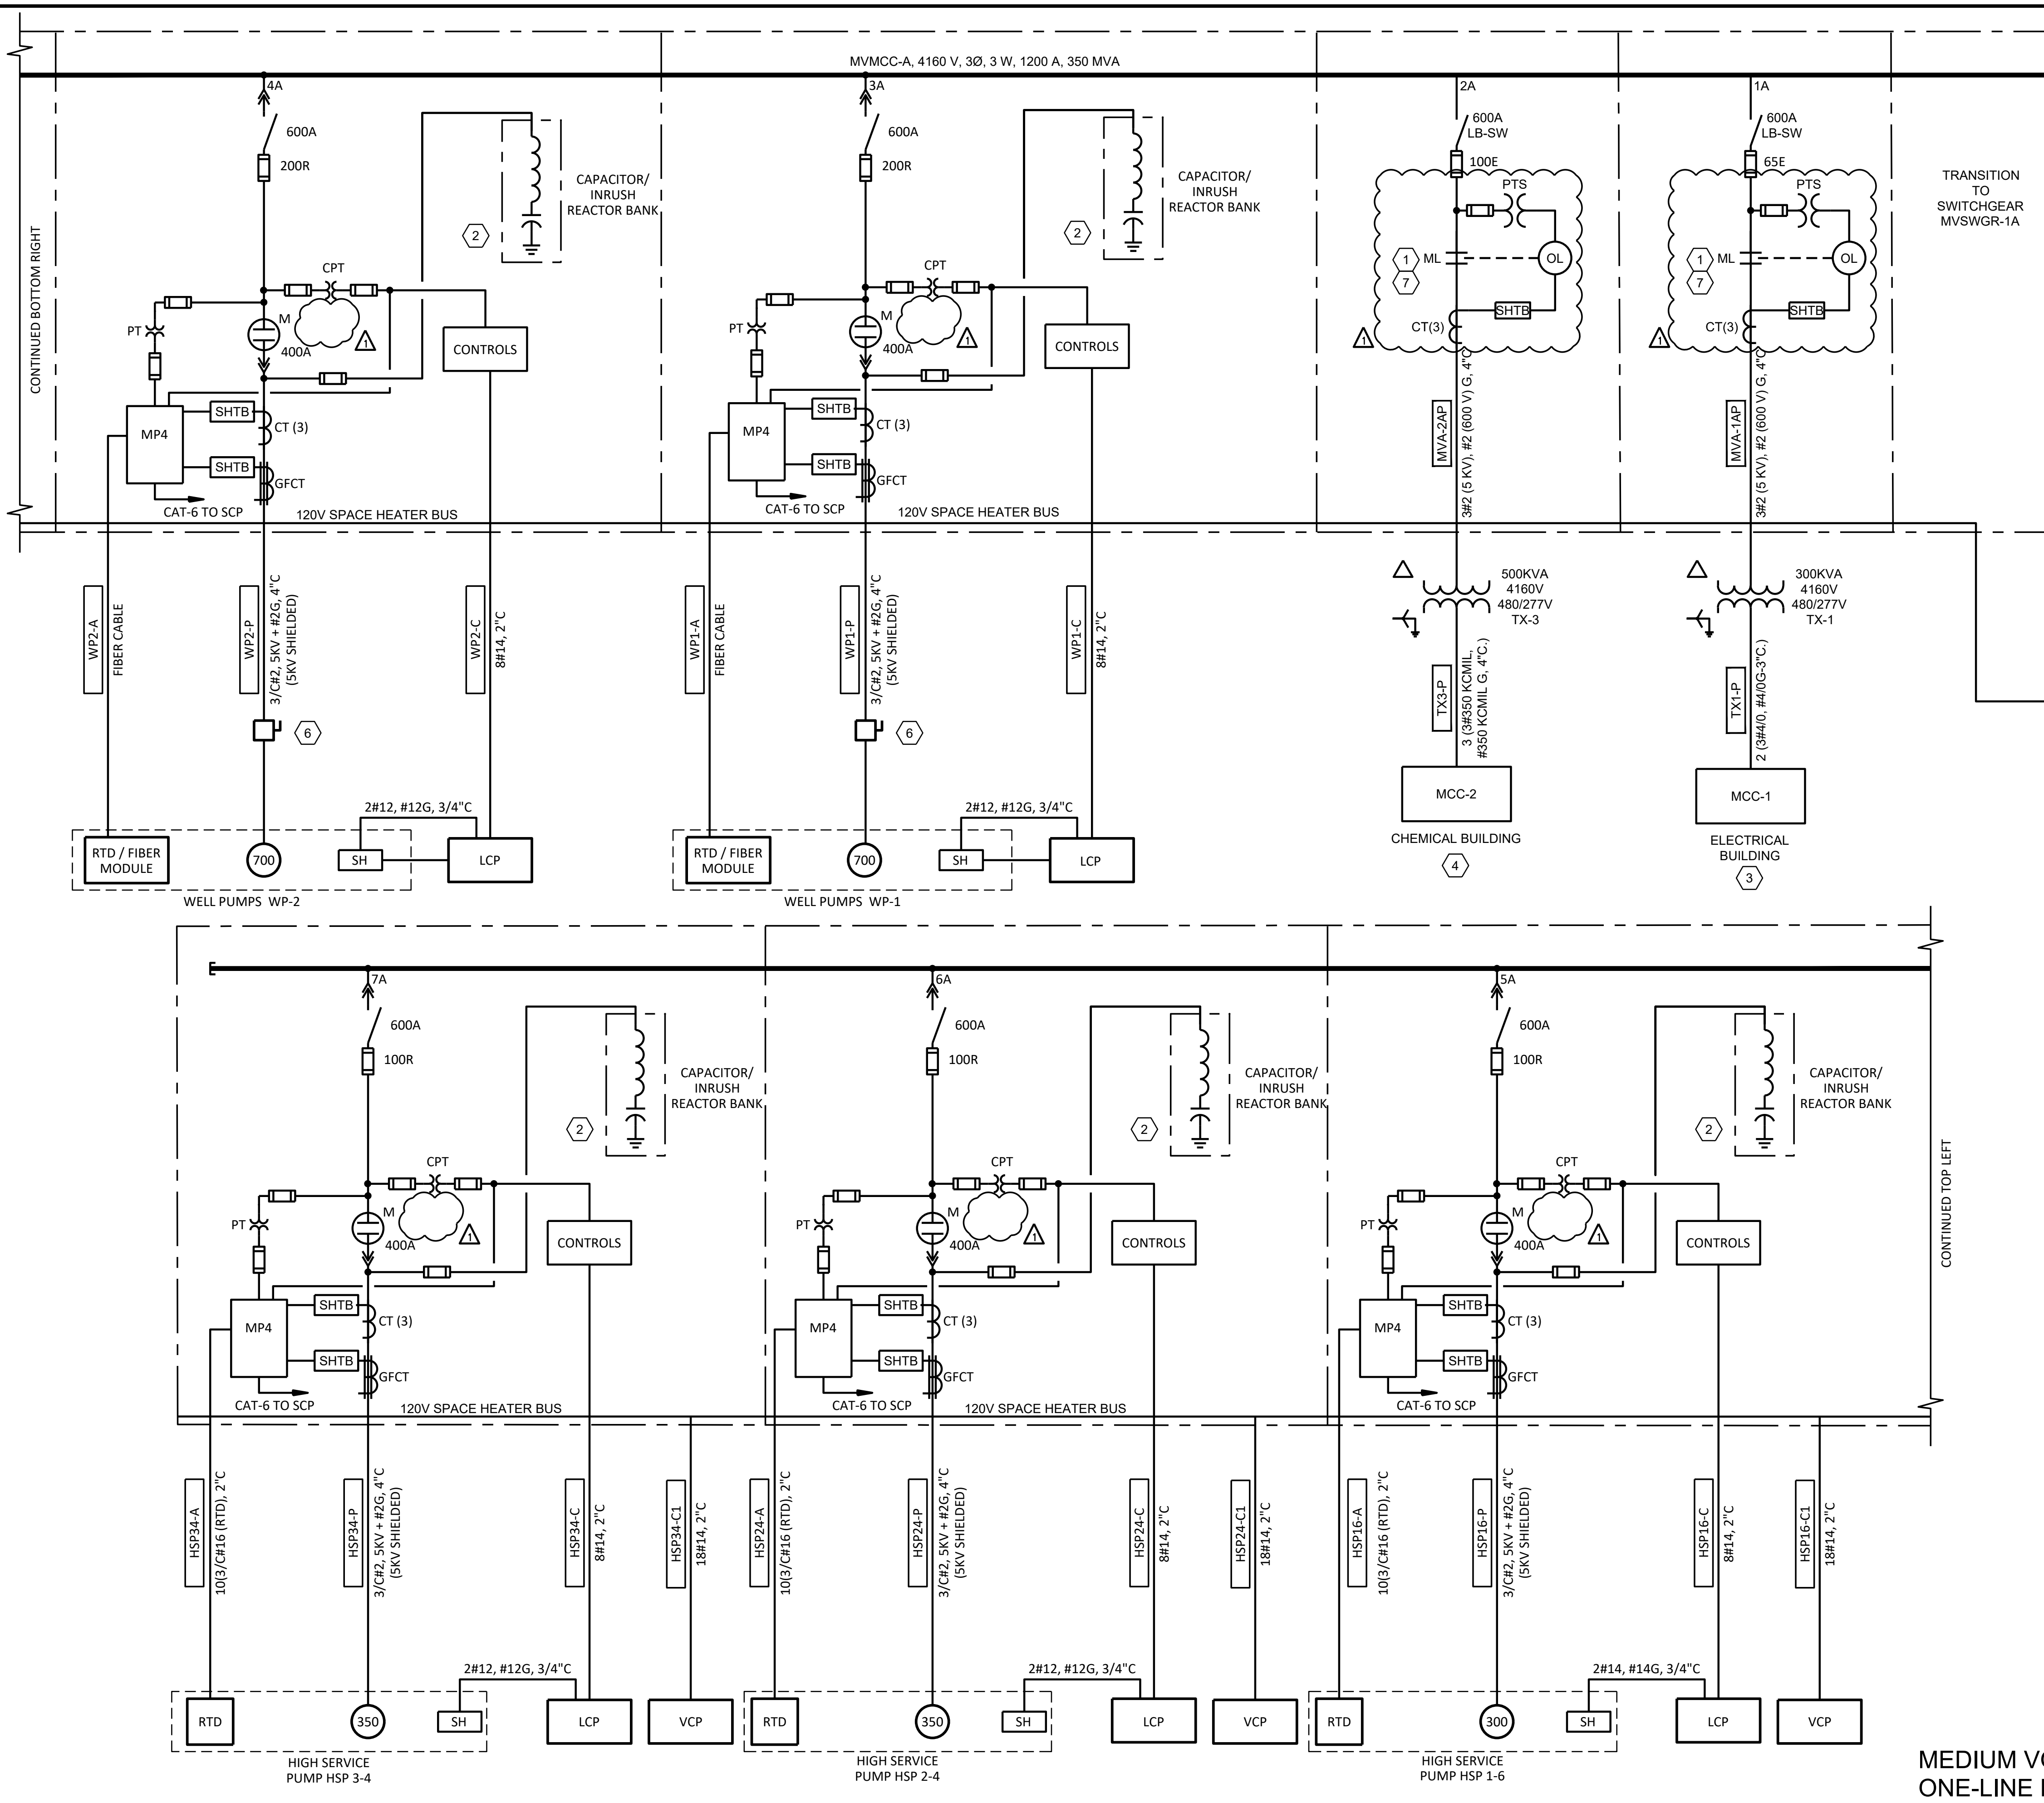 MVMCC-A, 4160 V, 3Ø, 3 W, 1200 A, 350 MVA
CONTINUED BOTTOM RIGHT
4A
600A
200R
CAPACITOR/
INRUSH
REACTOR BANK
2
CPT
PT
M
400A
1
CONTROLS
MP4
SHTB
CT (3)
SHTB
GFCT
CAT-6 TO SCP
120V SPACE HEATER BUS
3A
600A
200R
CAPACITOR/
INRUSH
REACTOR BANK
2
CPT
PT
M
400A
1
CONTROLS
MP4
SHTB
CT (3)
SHTB
GFCT
CAT-6 TO SCP
120V SPACE HEATER BUS
2A
600A
LB-SW
100E
PTS
1
ML
OL
7
SHTB
CT(3)
1
MVA-2AP
3#2 (5 KV), #2 (600 V) G, 4"C
1A
600A
LB-SW
65E
PTS
1
ML
OL
7
SHTB
CT(3)
1
MVA-1AP
3#2 (5 KV), #2 (600 V) G, 4"C
TRANSITION
TO
SWITCHGEAR
MVSWGR-1A
WP2-A
FIBER CABLE
WP2-P
3/C#2, 5KV + #2G, 4"C
(5KV SHIELDED)
WP2-C
8#14, 2"C
6
2#12, #12G, 3/4"C
RTD / FIBER
MODULE
700
SH
LCP
WELL PUMPS  WP-2
WP1-A
FIBER CABLE
WP1-P
3/C#2, 5KV + #2G, 4"C
(5KV SHIELDED)
WP1-C
8#14, 2"C
6
2#12, #12G, 3/4"C
RTD / FIBER
MODULE
700
SH
LCP
WELL PUMPS  WP-1
500KVA
4160V
480/277V
TX-3
TX3-P
3 (3#350 KCMIL,
#350 KCMIL G, 4"C.)
MCC-2
CHEMICAL BUILDING
4
300KVA
4160V
480/277V
TX-1
TX1-P
2 (3#4/0, #4/0G-3"C.)
MCC-1
ELECTRICAL
BUILDING
3
7A
600A
100R
CAPACITOR/
INRUSH
REACTOR BANK
2
CPT
PT
M
400A
1
CONTROLS
MP4
SHTB
CT (3)
SHTB
GFCT
CAT-6 TO SCP
120V SPACE HEATER BUS
6A
600A
100R
CAPACITOR/
INRUSH
REACTOR BANK
2
CPT
PT
M
400A
1
CONTROLS
MP4
SHTB
CT (3)
SHTB
GFCT
CAT-6 TO SCP
120V SPACE HEATER BUS
5A
600A
100R
CAPACITOR/
INRUSH
REACTOR BANK
2
CPT
PT
M
400A
1
CONTROLS
MP4
SHTB
CT (3)
SHTB
GFCT
CAT-6 TO SCP
CONTINUED TOP LEFT
HSP34-A
10(3/C#16 (RTD), 2"C
HSP34-P
3/C#2, 5KV + #2G, 4"C
(5KV SHIELDED)
HSP34-C
8#14, 2"C
HSP34-C1
18#14, 2"C
2#12, #12G, 3/4"C
RTD
350
SH
LCP
VCP
HIGH SERVICE
PUMP HSP 3-4
HSP24-A
10(3/C#16 (RTD), 2"C
HSP24-P
3/C#2, 5KV + #2G, 4"C
(5KV SHIELDED)
HSP24-C
8#14, 2"C
HSP24-C1
18#14, 2"C
2#12, #12G, 3/4"C
RTD
350
SH
LCP
VCP
HIGH SERVICE
PUMP HSP 2-4
HSP16-A
10(3/C#16 (RTD), 2"C
HSP16-P
3/C#2, 5KV + #2G, 4"C
(5KV SHIELDED)
HSP16-C
8#14, 2"C
HSP16-C1
18#14, 2"C
2#14, #14G, 3/4"C
RTD
300
SH
LCP
VCP
HIGH SERVICE
PUMP HSP 1-6
MEDIUM
ONE-LINE